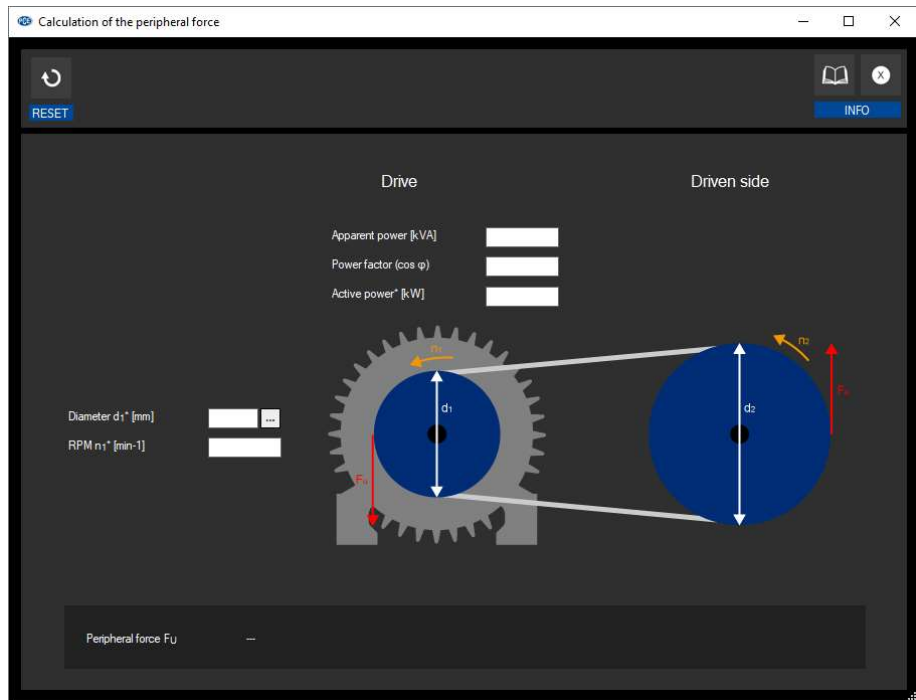 PCE Calculation of the peripheral force
RESET
X
INFO
Drive
Driven side
Apparent power [kVA]
Power factor (cos φ)
Active power* [kW]
n₁
n₂
Diameter d₁* [mm] ...
d₁
d₂
Fᵤ
RPM n₁* [min-1]
Fᵤ
Peripheral force FU ---